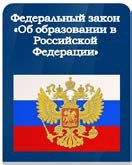 Федеральный закон
«Об образовании в
Российской
Федерации»